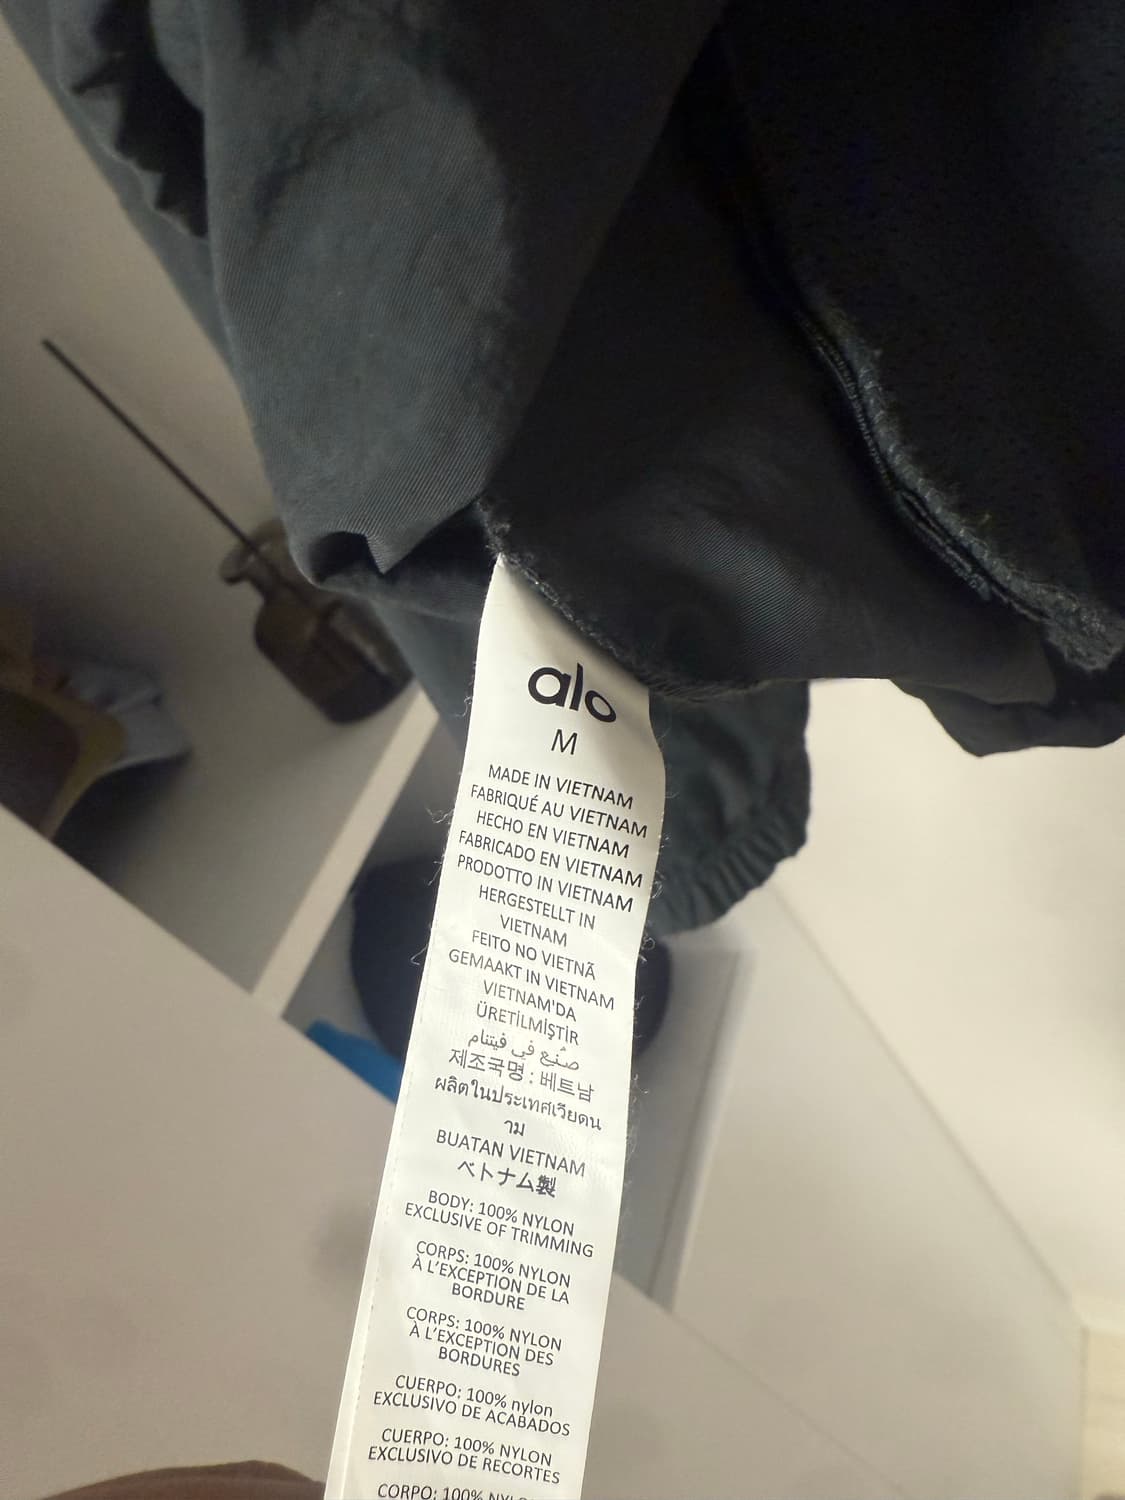 alo
M
MADE IN VIETNAM
FABRIQUÉ AU VIETNAM
HECHO EN VIETNAM
FABRICADO EN VIETNAM
PRODOTTO IN VIETNAM
HERGESTELLT IN
VIETNAM
FEITO NO VIETNÃ
GEMAAKT IN VIETNAM
VIETNAM'DA
ÜRETİLMİŞTİR
صُنِع في فيتنام
제조국명 : 베트남
ผลิตในประเทศเวียดน
าม
BUATAN VIETNAM
ベトナム製
BODY: 100% NYLON
EXCLUSIVE OF TRIMMING
CORPS: 100% NYLON
À L'EXCEPTION DE LA
BORDURE
CORPS: 100% NYLON
À L'EXCEPTION DES
BORDURES
CUERPO: 100% nylon
EXCLUSIVO DE ACABADOS
CUERPO: 100% NYLON
EXCLUSIVO DE RECORTES
CORPO: 100%